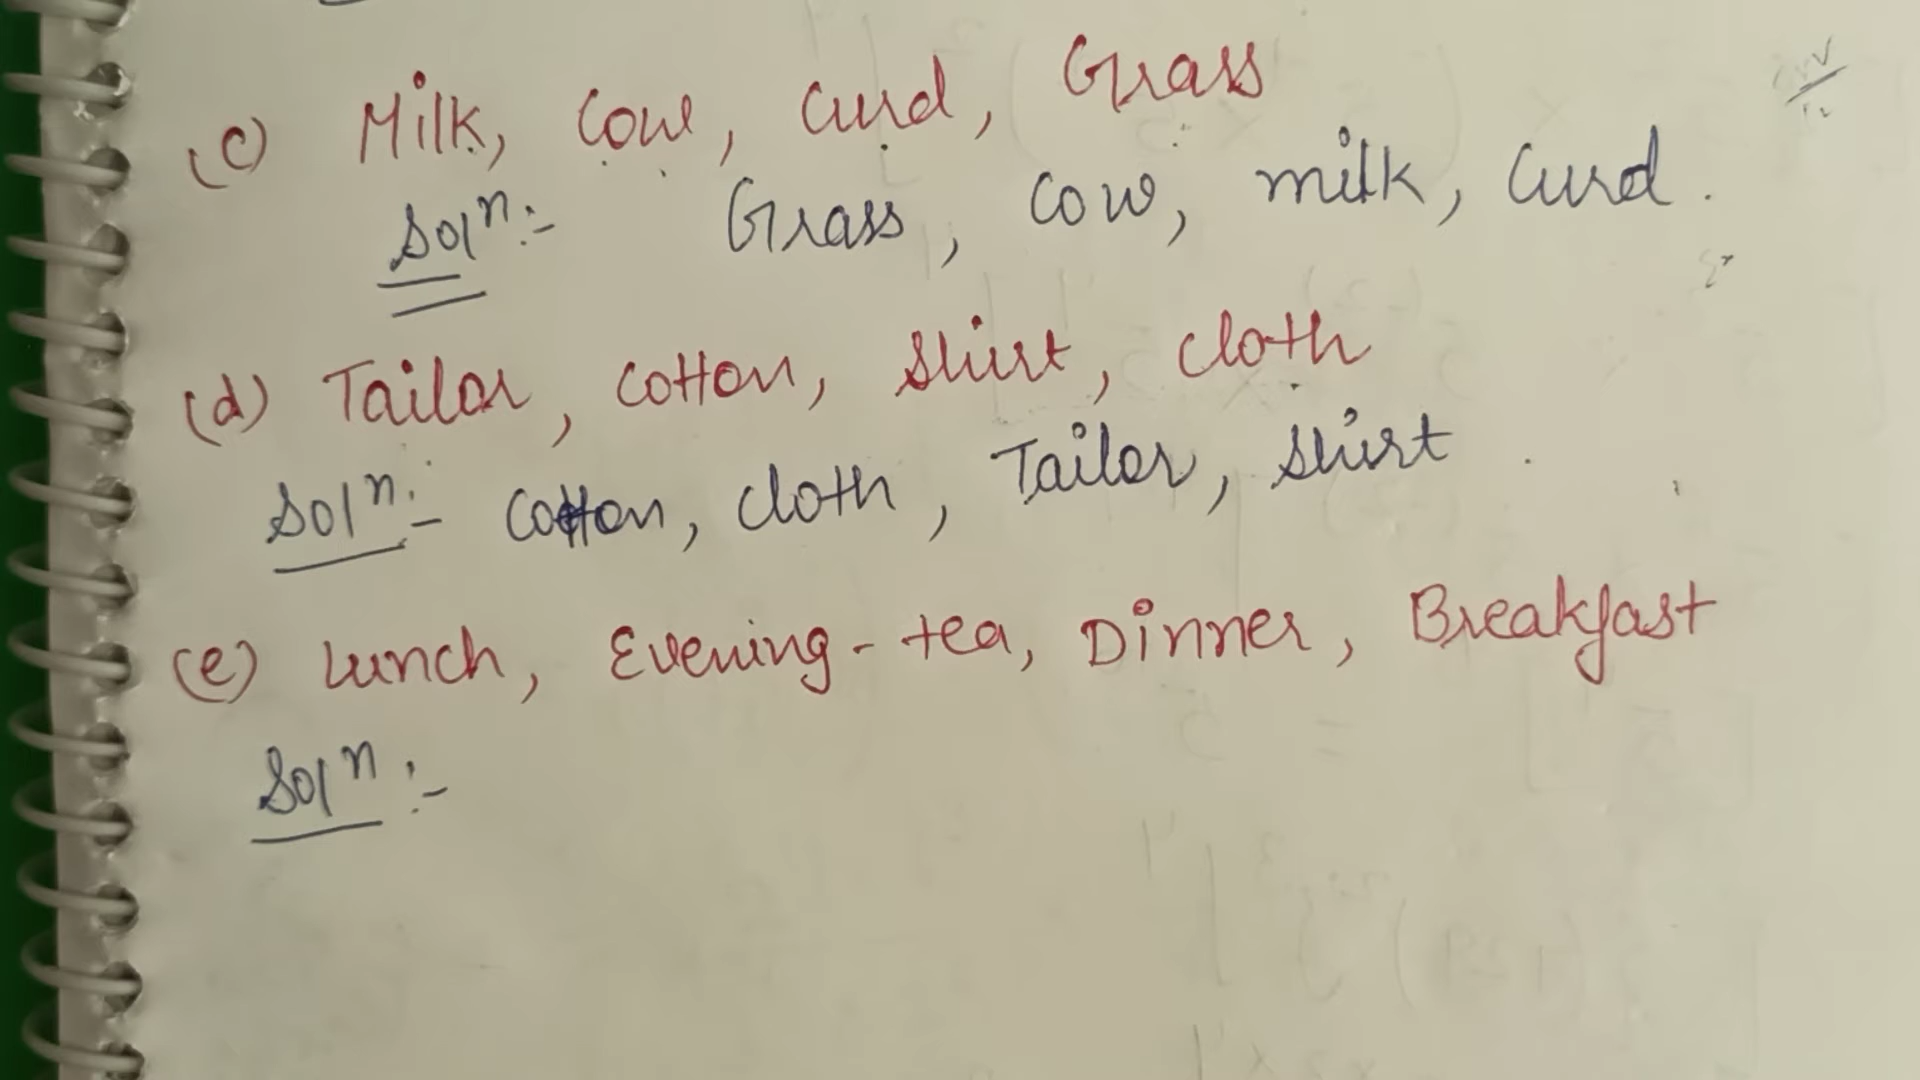 (c) Milk, Cow, Curd, Grass
Solⁿ:- Grass, Cow, milk, Curd.
(d) Tailor, cotton, shirt, cloth
Solⁿ:- Cotton, cloth, Tailor, shirt.
(e) Lunch, Evening-tea, Dinner, Breakfast
Solⁿ:-